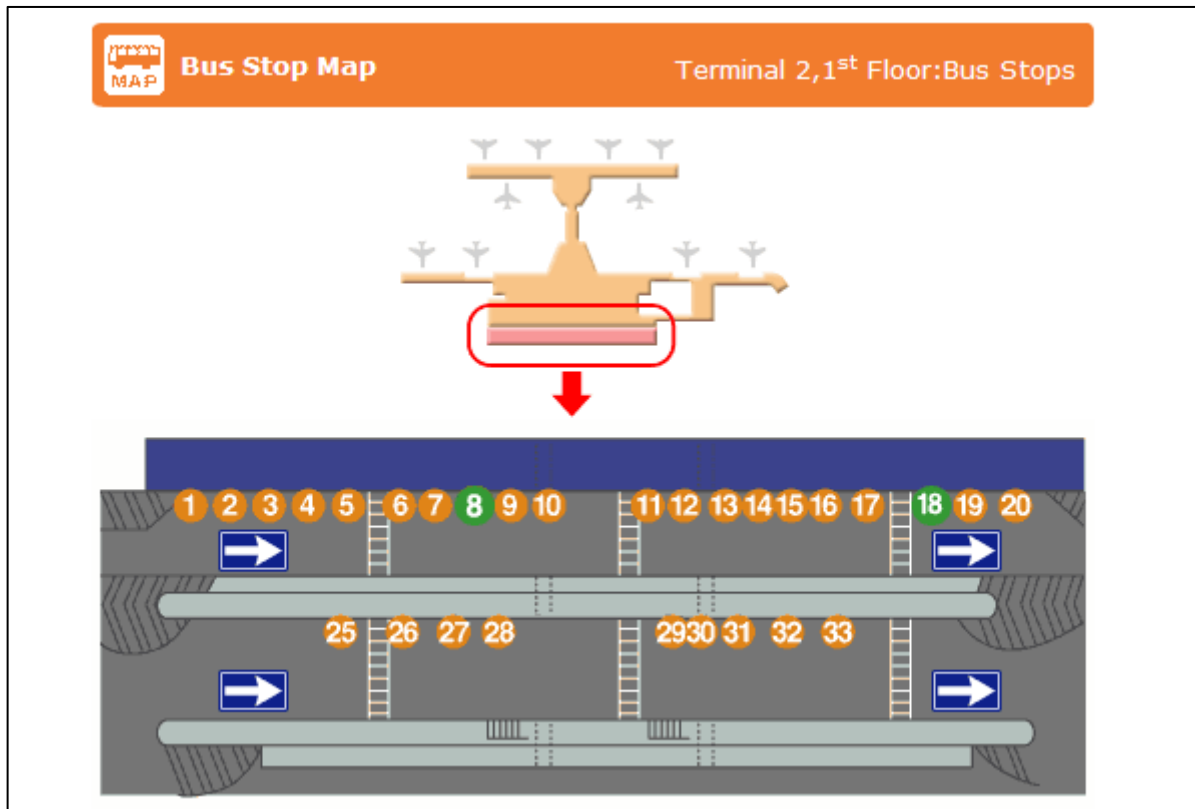 MAP
Bus Stop Map
Terminal 2,1st Floor:Bus Stops
1 2 3 4 5 6 7 8 9 10 11 12 13 14 15 16 17 18 19 20
25 26 27 28 29 30 31 32 33